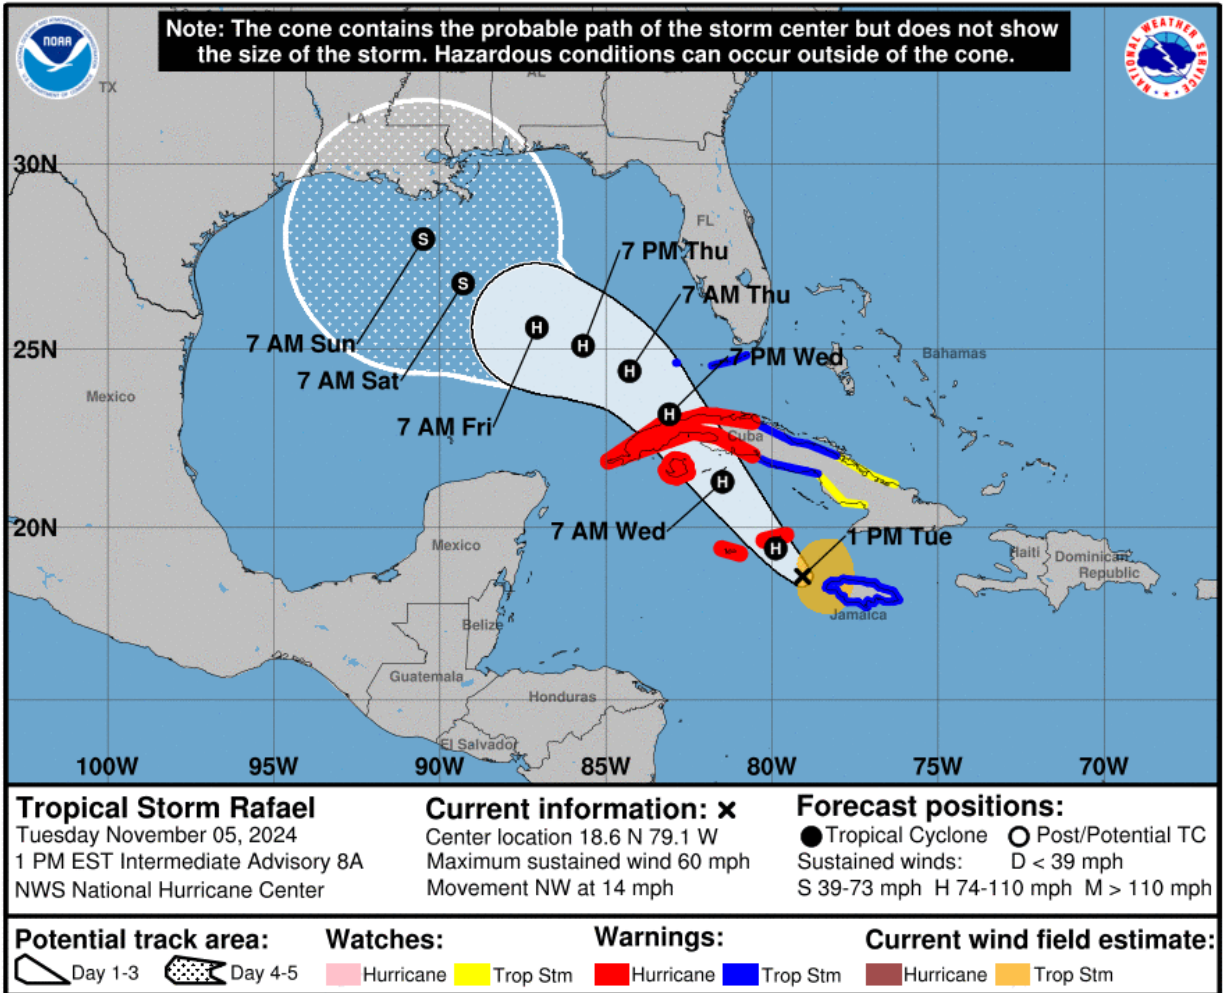 Note: The cone contains the probable path of the storm center but does not show
the size of the storm. Hazardous conditions can occur outside of the cone.
NOAA
NATIONAL WEATHER SERVICE
TX
LA
AL
30N
FL
7 PM Thu
7 AM Thu
7 AM Sun
25N
7 PM Wed
Bahamas
7 AM Sat
Mexico
7 AM Fri
Cuba
20N
7 AM Wed
1 PM Tue
Mexico
Haiti
Dominican
Republic
Jamaica
Belize
Guatemala
Honduras
El Salvador
S
S
H
H
H
H
H
H
100W 95W 90W 85W 80W 75W 70W
Tropical Storm Rafael
Tuesday November 05, 2024
1 PM EST Intermediate Advisory 8A
NWS National Hurricane Center
Current information: x
Center location 18.6 N 79.1 W
Maximum sustained wind 60 mph
Movement NW at 14 mph
Forecast positions:
Tropical Cyclone Post/Potential TC
Sustained winds: D < 39 mph
S 39-73 mph H 74-110 mph M > 110 mph
Potential track area:
Day 1-3 Day 4-5
Watches:
Hurricane Trop Stm
Warnings:
Hurricane Trop Stm
Current wind field estimate:
Hurricane Trop Stm